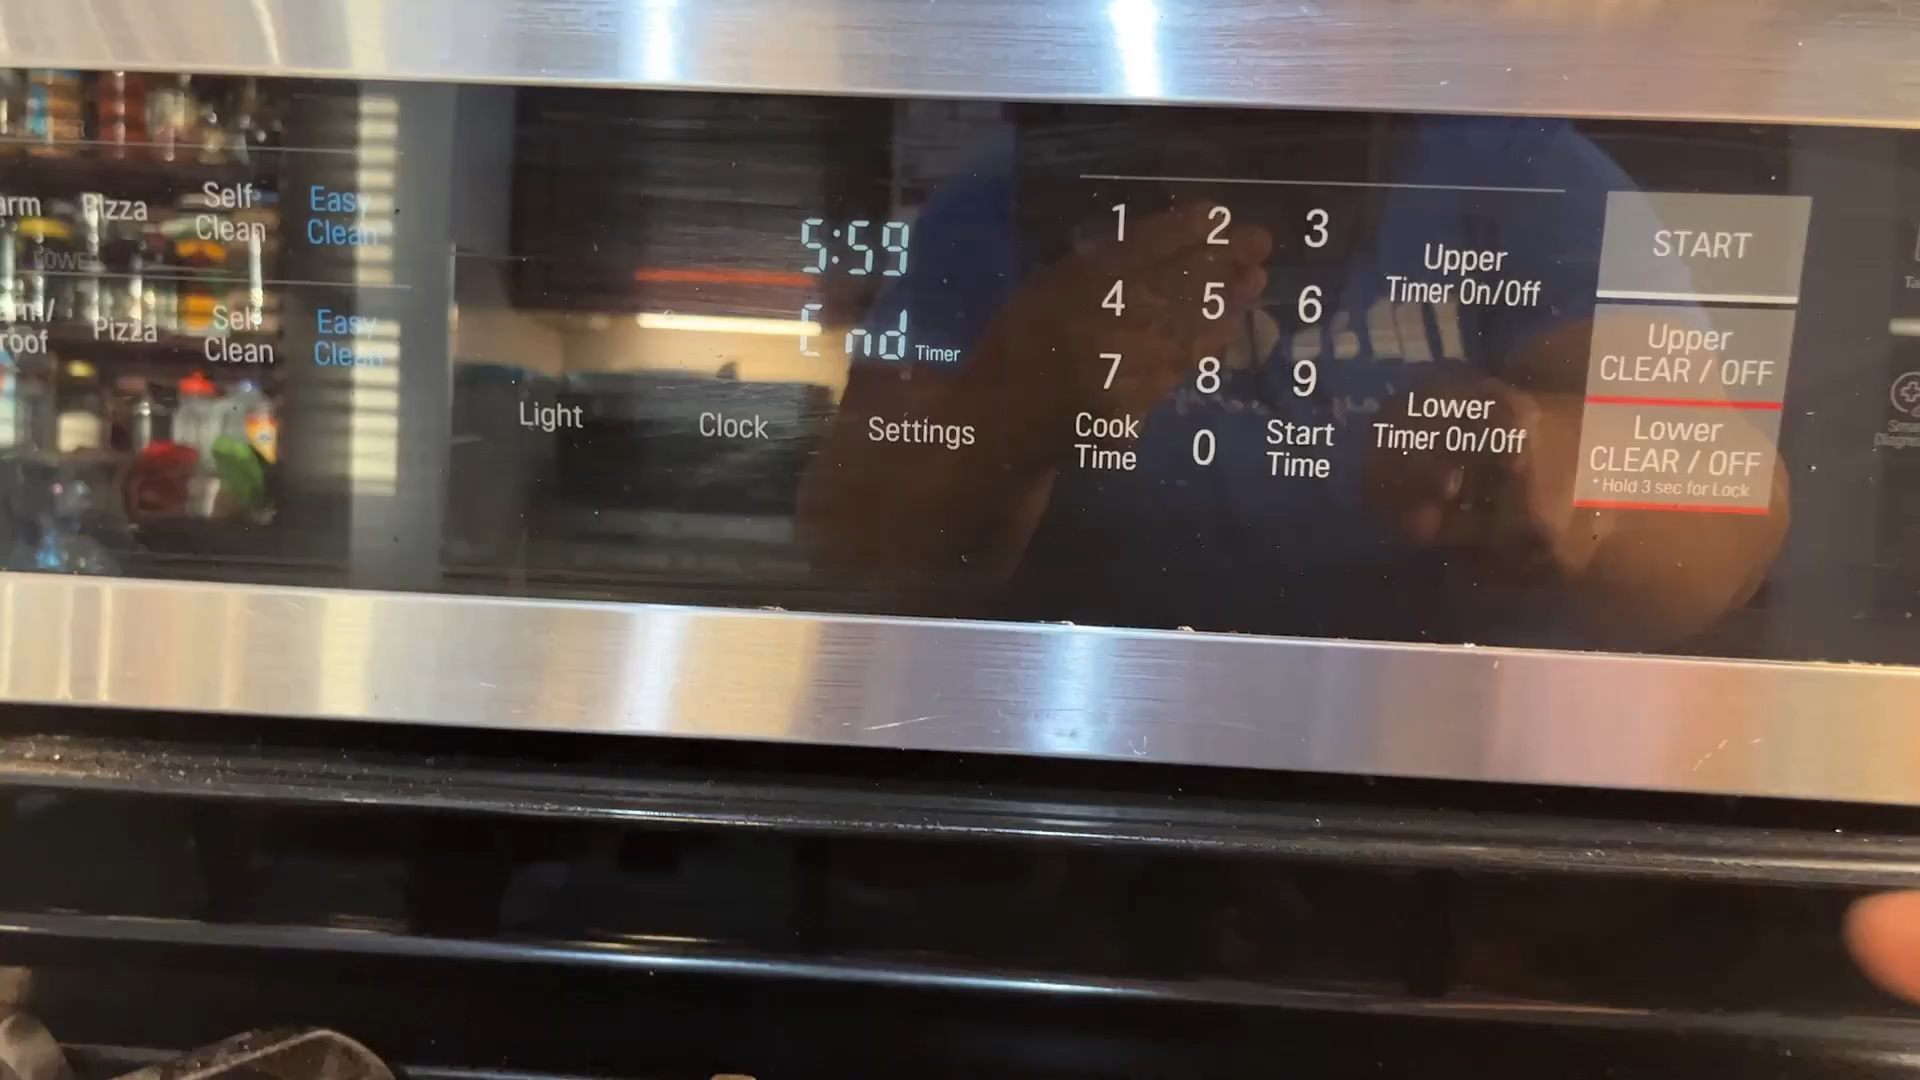 Pizza
Self
Clean
Easy
Clean
Pizza
Self
Clean
Easy
Clean
5:59
End Timer
Light
Clock
Settings
1 2 3
4 5 6
7 8 9
Cook
Time
0
Start
Time
Upper
Timer On/Off
Lower
Timer On/Off
START
Upper
CLEAR / OFF
Lower
CLEAR / OFF
* Hold 3 sec for Lock